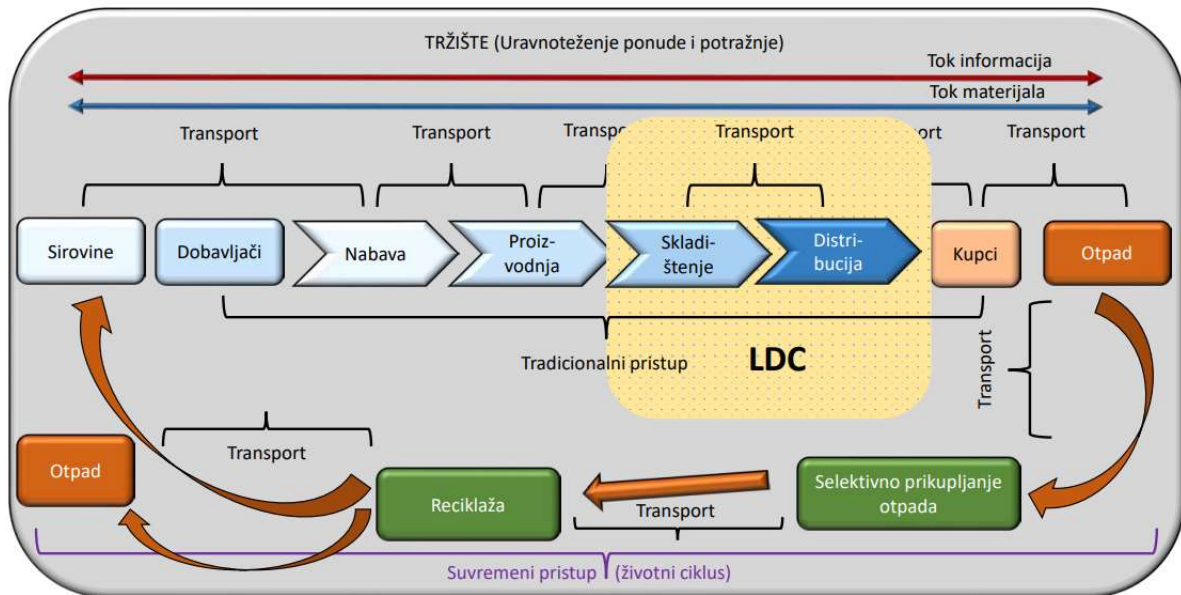 TRŽIŠTE (Uravnoteženje ponude i potražnje)
Tok informacija
Tok materijala
Transport
Transport
Transport
Transport
Sirovine
Dobavljači
Nabava
Proiz-
vodnja
Skladi-
štenje
Distri-
bucija
Kupci
Otpad
Tradicionalni pristup
LDC
Transport
Otpad
Transport
Reciklaža
Transport
Selektivno prikupljanje
otpada
Suvremeni pristup (životni ciklus)